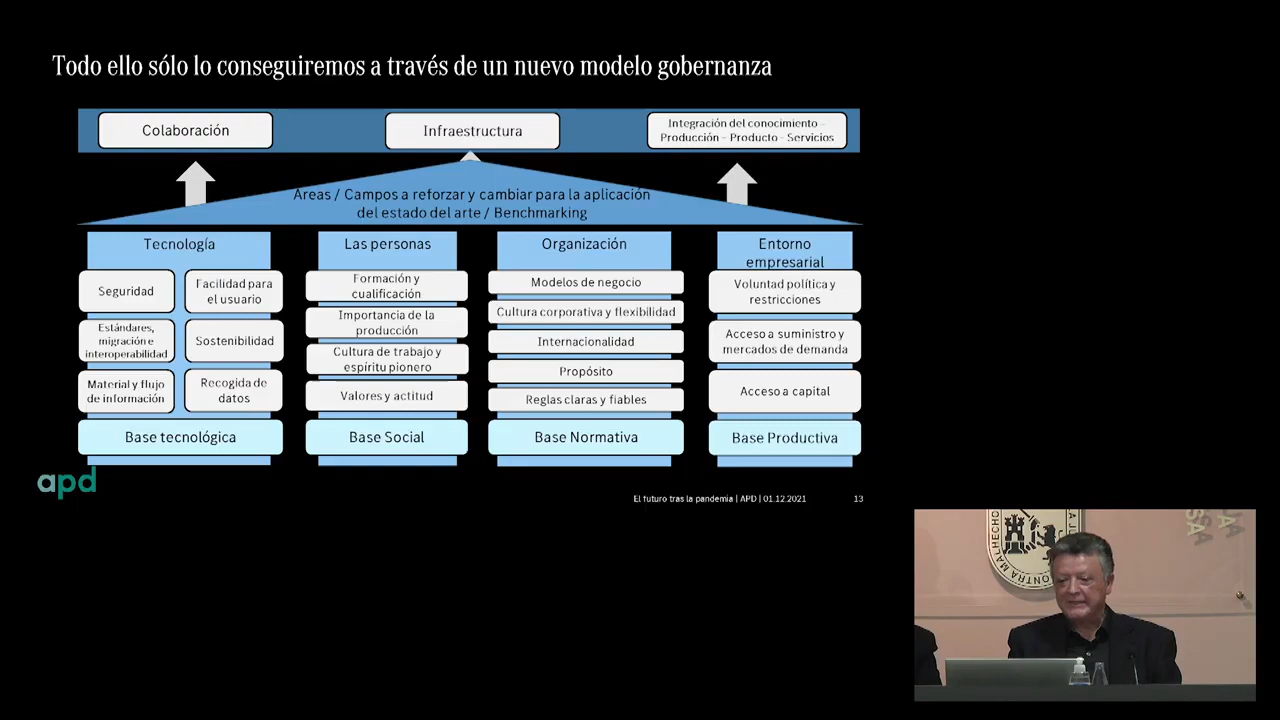 Todo ello sólo lo conseguiremos a través de un nuevo modelo gobernanza
Colaboración
Infraestructura
Integración del conocimiento –
Producción – Producto - Servicios
Areas / Campos a reforzar y cambiar para la aplicación
del estado del arte / Benchmarking
Tecnología
Seguridad
Facilidad para
el usuario
Estándares,
migración e
interoperabilidad
Sostenibilidad
Material y flujo
de información
Recogida de
datos
Base tecnológica
Las personas
Formación y
cualificación
Importancia de la
producción
Cultura de trabajo y
espíritu pionero
Valores y actitud
Base Social
Organización
Modelos de negocio
Cultura corporativa y flexibilidad
Internacionalidad
Propósito
Reglas claras y fiables
Base Normativa
Entorno
empresarial
Voluntad política y
restricciones
Acceso a suministro y
mercados de demanda
Acceso a capital
Base Productiva
apd
El futuro tras la pandemia | APD | 01.12.2021
13
CONTRA MALHECHO